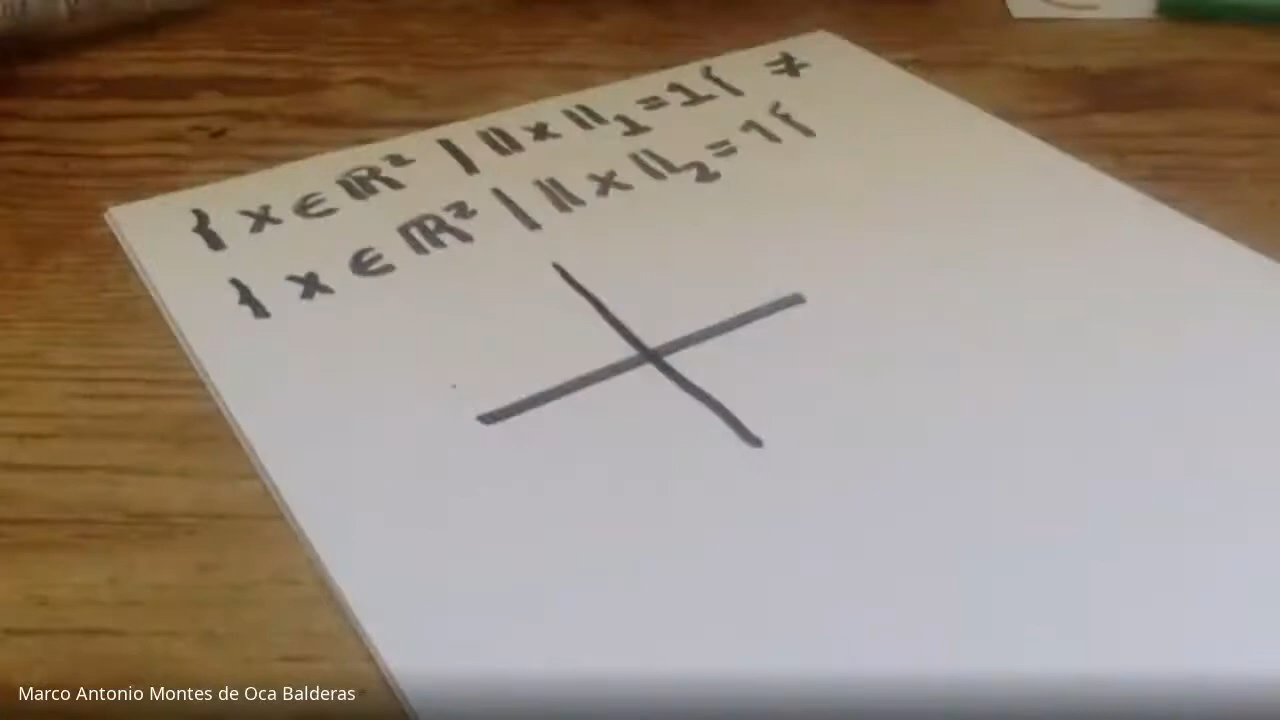 { x ∈ ℝ² | ||x||₁ = 1 } ≠
{ x ∈ ℝ² | ||x||₂ = 1 }
Marco Antonio Montes de Oca Balderas